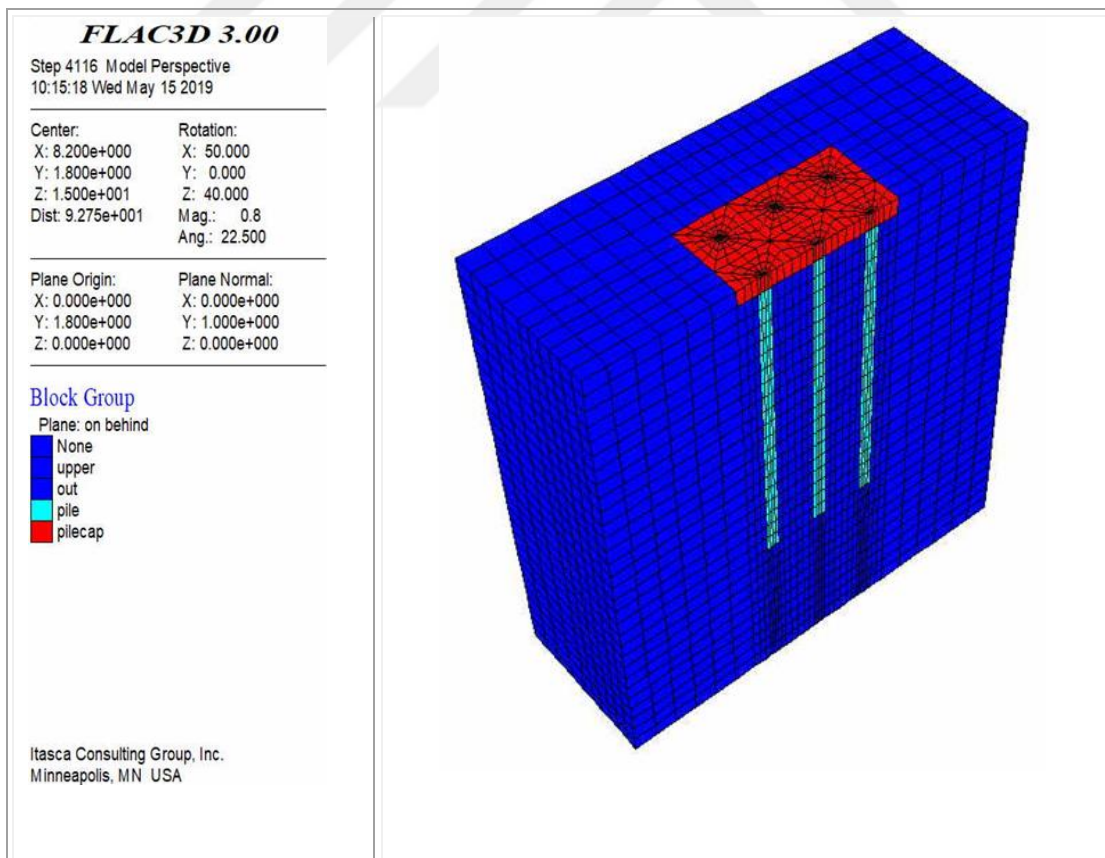 FLAC3D 3.00
Step 4116 Model Perspective
10:15:18 Wed May 15 2019
Center:
X: 8.200e+000
Y: 1.800e+000
Z: 1.500e+001
Dist: 9.275e+001
Rotation:
X: 50.000
Y: 0.000
Z: 40.000
Mag.: 0.8
Ang.: 22.500
Plane Origin:
X: 0.000e+000
Y: 1.800e+000
Z: 0.000e+000
Plane Normal:
X: 0.000e+000
Y: 1.000e+000
Z: 0.000e+000
Block Group
Plane: on behind
None
upper
out
pile
pilecap
Itasca Consulting Group, Inc.
Minneapolis, MN USA